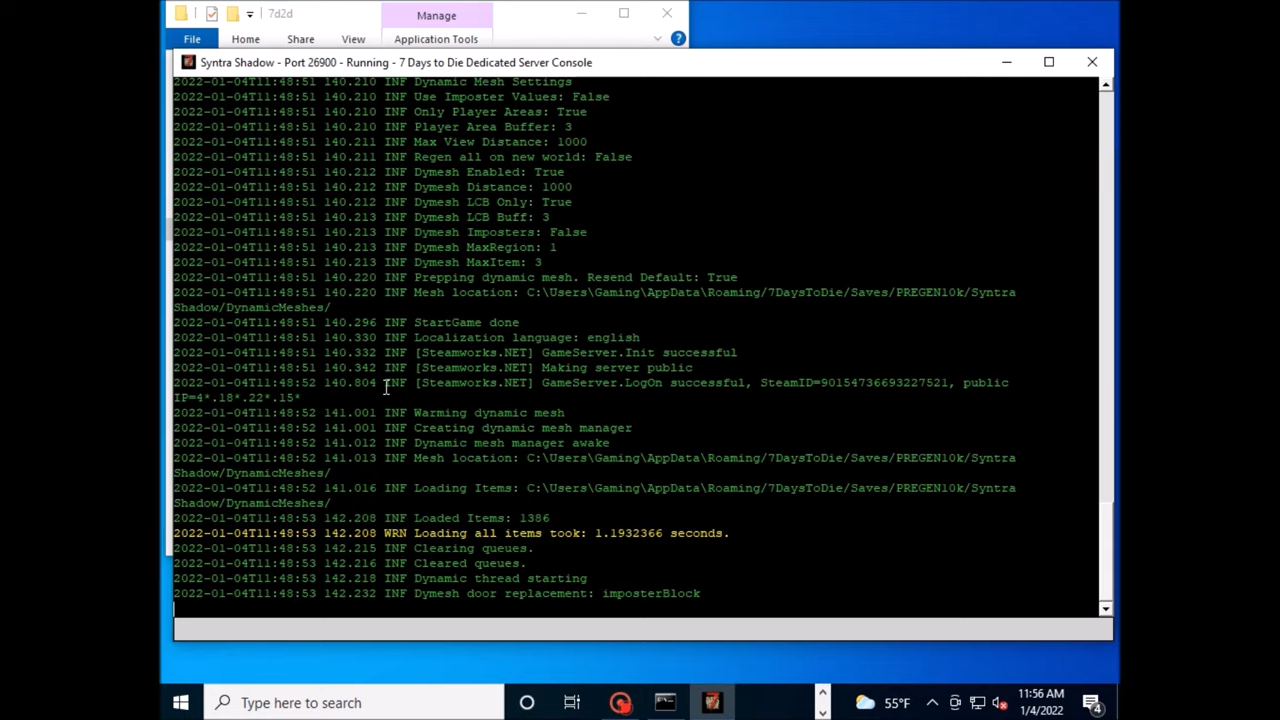 7d2d
Manage
File
Home
Share
View
Application Tools
Syntra Shadow - Port 26900 - Running - 7 Days to Die Dedicated Server Console
2022-01-04T11:48:51 140.210 INF Dynamic Mesh Settings
2022-01-04T11:48:51 140.210 INF Use Imposter Values: False
2022-01-04T11:48:51 140.210 INF Only Player Areas: True
2022-01-04T11:48:51 140.210 INF Player Area Buffer: 3
2022-01-04T11:48:51 140.211 INF Max View Distance: 1000
2022-01-04T11:48:51 140.211 INF Regen all on new world: False
2022-01-04T11:48:51 140.212 INF Dymesh Enabled: True
2022-01-04T11:48:51 140.212 INF Dymesh Distance: 1000
2022-01-04T11:48:51 140.212 INF Dymesh LCB Only: True
2022-01-04T11:48:51 140.213 INF Dymesh LCB Buff: 3
2022-01-04T11:48:51 140.213 INF Dymesh Imposters: False
2022-01-04T11:48:51 140.213 INF Dymesh MaxRegion: 1
2022-01-04T11:48:51 140.213 INF Dymesh MaxItem: 3
2022-01-04T11:48:51 140.220 INF Prepping dynamic mesh. Resend Default: True
2022-01-04T11:48:51 140.220 INF Mesh location: C:\Users\Gaming\AppData\Roaming/7DaysToDie/Saves/PREGEN10k/Syntra
Shadow/DynamicMeshes/
2022-01-04T11:48:51 140.296 INF StartGame done
2022-01-04T11:48:51 140.330 INF Localization language: english
2022-01-04T11:48:51 140.332 INF [Steamworks.NET] GameServer.Init successful
2022-01-04T11:48:51 140.342 INF [Steamworks.NET] Making server public
2022-01-04T11:48:52 140.804 INF [Steamworks.NET] GameServer.LogOn successful, SteamID=90154736693227521, public
IP=4*.18*.22*.15*
2022-01-04T11:48:52 141.001 INF Warming dynamic mesh
2022-01-04T11:48:52 141.001 INF Creating dynamic mesh manager
2022-01-04T11:48:52 141.012 INF Dynamic mesh manager awake
2022-01-04T11:48:52 141.013 INF Mesh location: C:\Users\Gaming\AppData\Roaming/7DaysToDie/Saves/PREGEN10k/Syntra
Shadow/DynamicMeshes/
2022-01-04T11:48:52 141.016 INF Loading Items: C:\Users\Gaming\AppData\Roaming/7DaysToDie/Saves/PREGEN10k/Syntra
Shadow/DynamicMeshes/
2022-01-04T11:48:53 142.208 INF Loaded Items: 1386
2022-01-04T11:48:53 142.208 WRN Loading all items took: 1.1932366 seconds.
2022-01-04T11:48:53 142.215 INF Clearing queues.
2022-01-04T11:48:53 142.216 INF Cleared queues.
2022-01-04T11:48:53 142.218 INF Dynamic thread starting
2022-01-04T11:48:53 142.232 INF Dymesh door replacement: imposterBlock
Type here to search
55°F
11:56 AM
1/4/2022
4